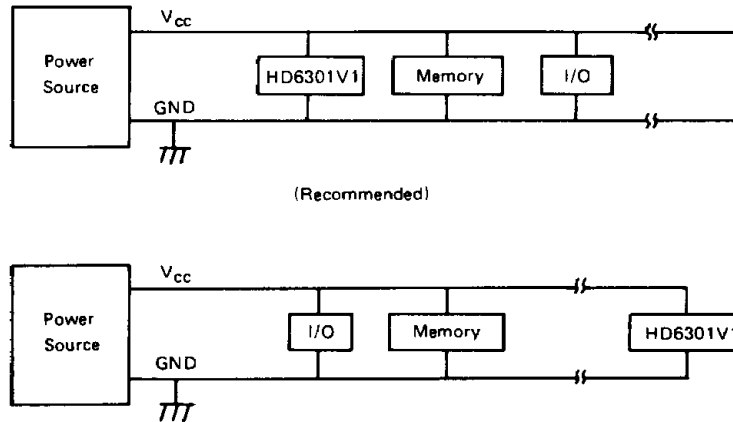 Vcc
Power
Source
HD6301V1
Memory
I/O
GND
(Recommended)
Vcc
Power
Source
I/O
Memory
HD6301V1
GND